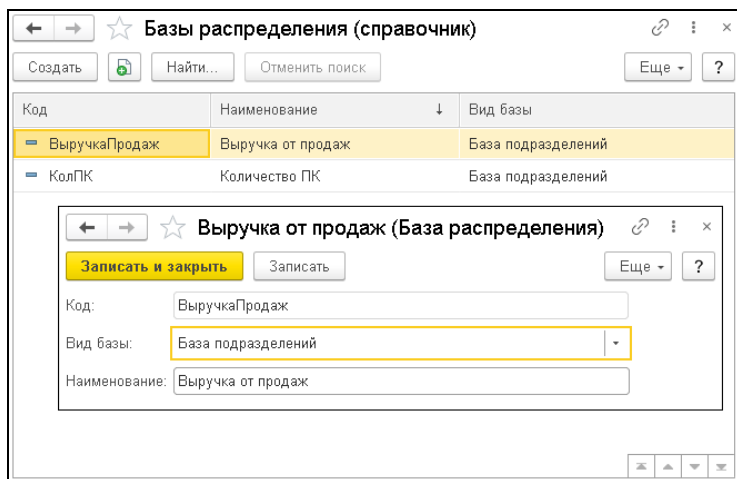 Базы распределения (справочник)
Создать Найти... Отменить поиск Еще ?
Код Наименование ↓ Вид базы
ВыручкаПродаж Выручка от продаж База подразделений
КолПК Количество ПК База подразделений
Выручка от продаж (База распределения)
Записать и закрыть Записать Еще ?
Код: ВыручкаПродаж
Вид базы: База подразделений
Наименование: Выручка от продаж